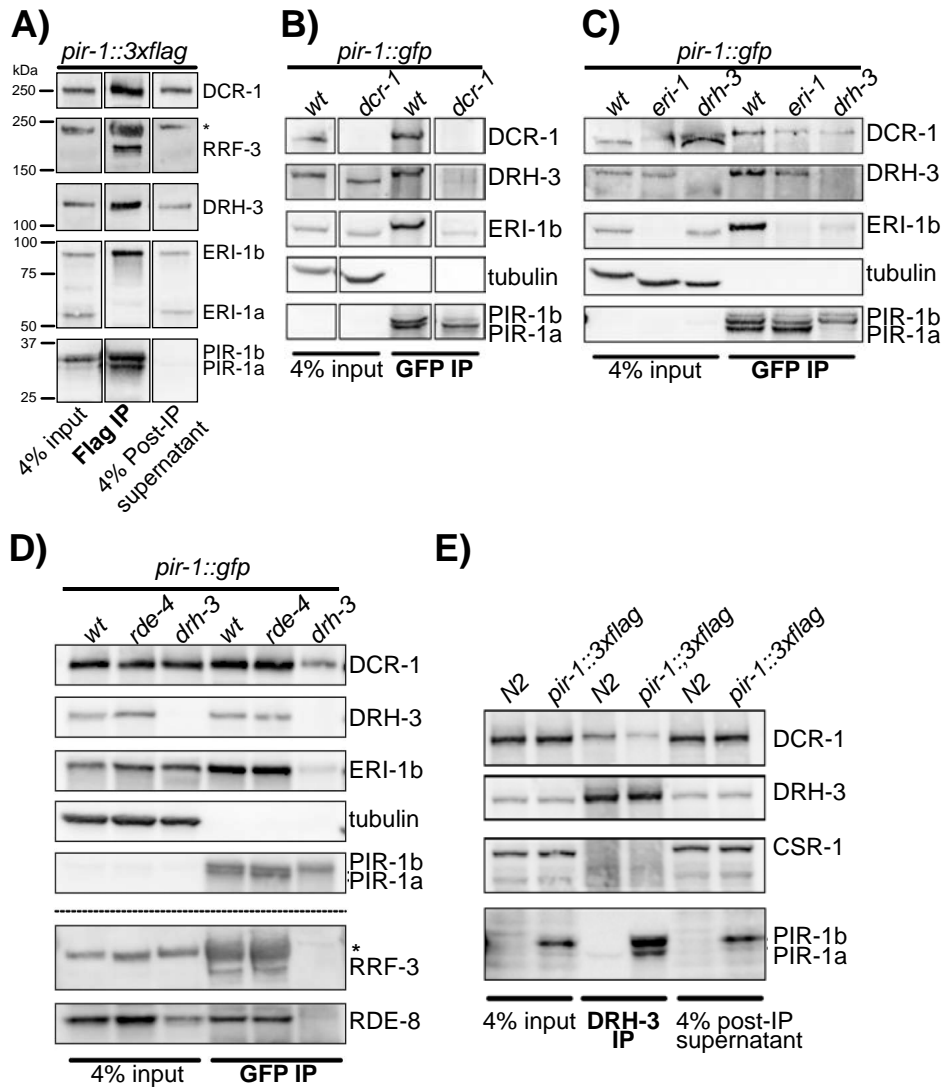 A)
pir-1::3xflag
kDa
250
DCR-1
250
*
RRF-3
150
DRH-3
100
100
ERI-1b
75
ERI-1a
50
37
PIR-1b
PIR-1a
25
4% input
Flag IP
4% Post-IP
supernatant
B)
pir-1::gfp
wt dcr-1 wt dcr-1
DCR-1
DRH-3
ERI-1b
tubulin
PIR-1b
PIR-1a
4% input GFP IP
C)
pir-1::gfp
wt eri-1 drh-3 wt eri-1 drh-3
DCR-1
DRH-3
ERI-1b
tubulin
PIR-1b
PIR-1a
4% input GFP IP
D)
pir-1::gfp
wt rde-4 drh-3 wt rde-4 drh-3
DCR-1
DRH-3
ERI-1b
tubulin
PIR-1b
PIR-1a
*
RRF-3
RDE-8
4% input GFP IP
E)
N2 pir-1::3xflag N2 pir-1::3xflag N2 pir-1::3xflag
DCR-1
DRH-3
CSR-1
PIR-1b
PIR-1a
4% input DRH-3 4% post-IP
IP supernatant